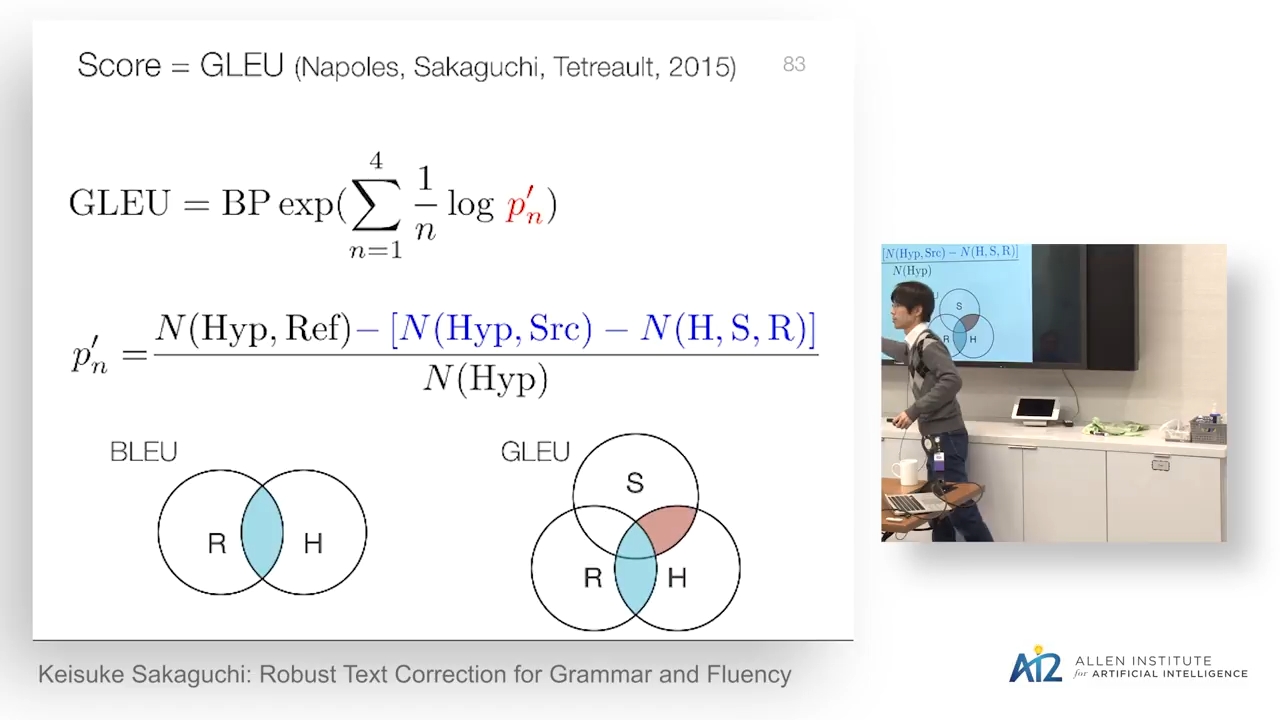 Score = GLEU (Napoles, Sakaguchi, Tetreault, 2015)
83
GLEU = BP exp(∑_{n=1}^{4} 1/n log p'_n)
p'_n = (N(Hyp, Ref) − [N(Hyp, Src) − N(H, S, R)]) / N(Hyp)
BLEU
R H
GLEU
S
R H
[N(Hyp, Src) − N(H, S, R)]
N(Hyp)
S
R H
Keisuke Sakaguchi: Robust Text Correction for Grammar and Fluency
AI2
ALLEN INSTITUTE
for ARTIFICIAL INTELLIGENCE